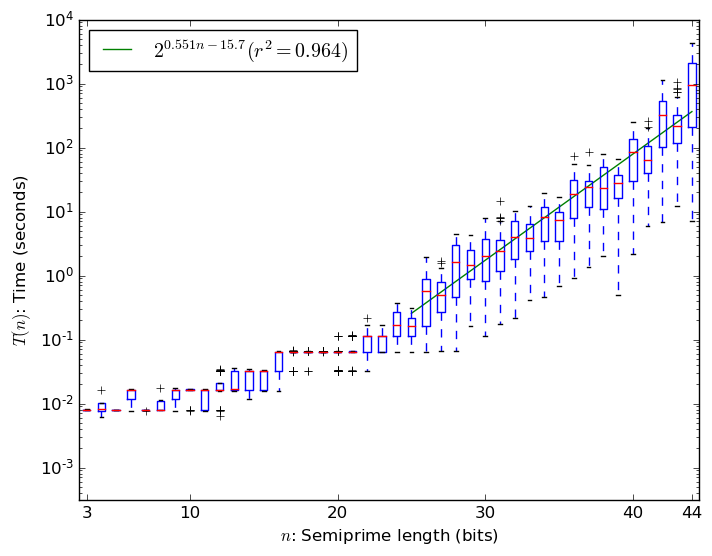 2^{0.551n−15.7}(r^2 = 0.964)
T(n): Time (seconds)
10^4
10^3
10^2
10^1
10^0
10^-1
10^-2
10^-3
3 10 20 30 40 44
n: Semiprime length (bits)